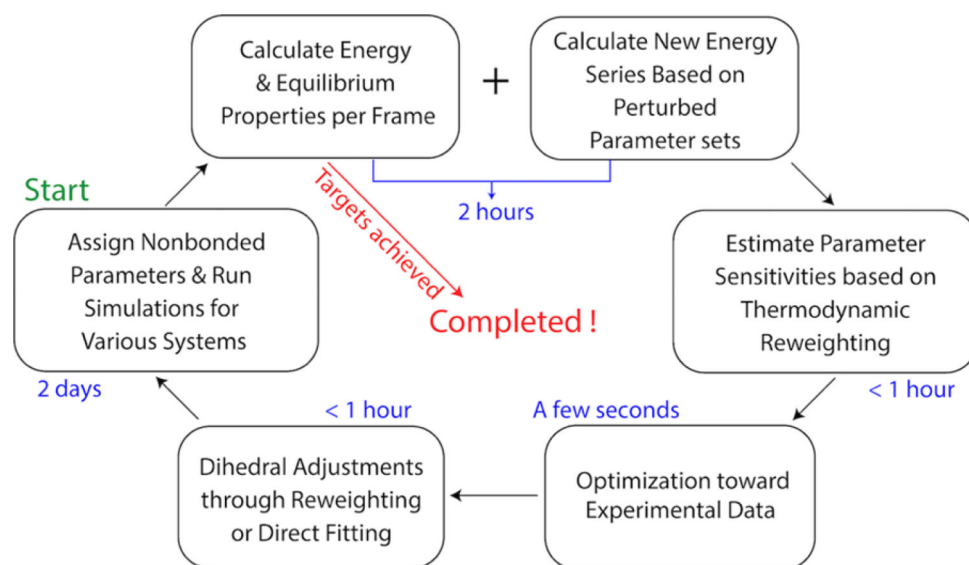 Calculate Energy
& Equilibrium
Properties per Frame
+
Calculate New Energy
Series Based on
Perturbed
Parameter sets
Start
Targets achieved
2 hours
Assign Nonbonded
Parameters & Run
Simulations for
Various Systems
Completed !
Estimate Parameter
Sensitivities based on
Thermodynamic
Reweighting
2 days
< 1 hour
A few seconds
< 1 hour
Dihedral Adjustments
through Reweighting
or Direct Fitting
Optimization toward
Experimental Data